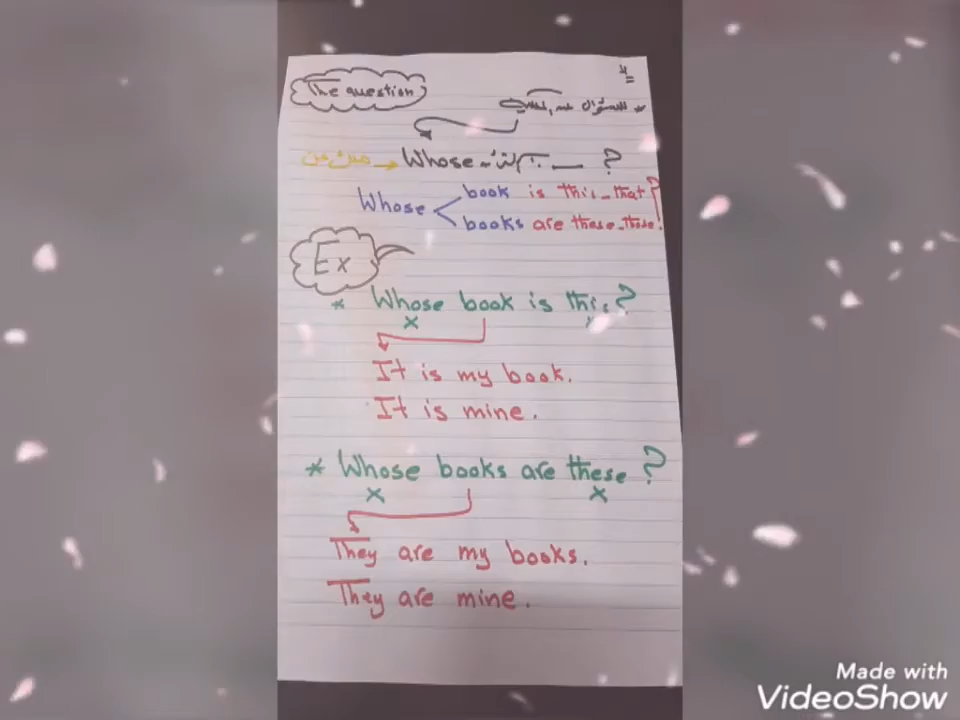 The question
* للسؤال عن
Whose ?
Whose
book is this - that
books are these - those ?
Ex
* Whose book is this ?
It is my book.
It is mine.
* Whose books are these ?
They are my books.
They are mine.
Made with
VideoShow